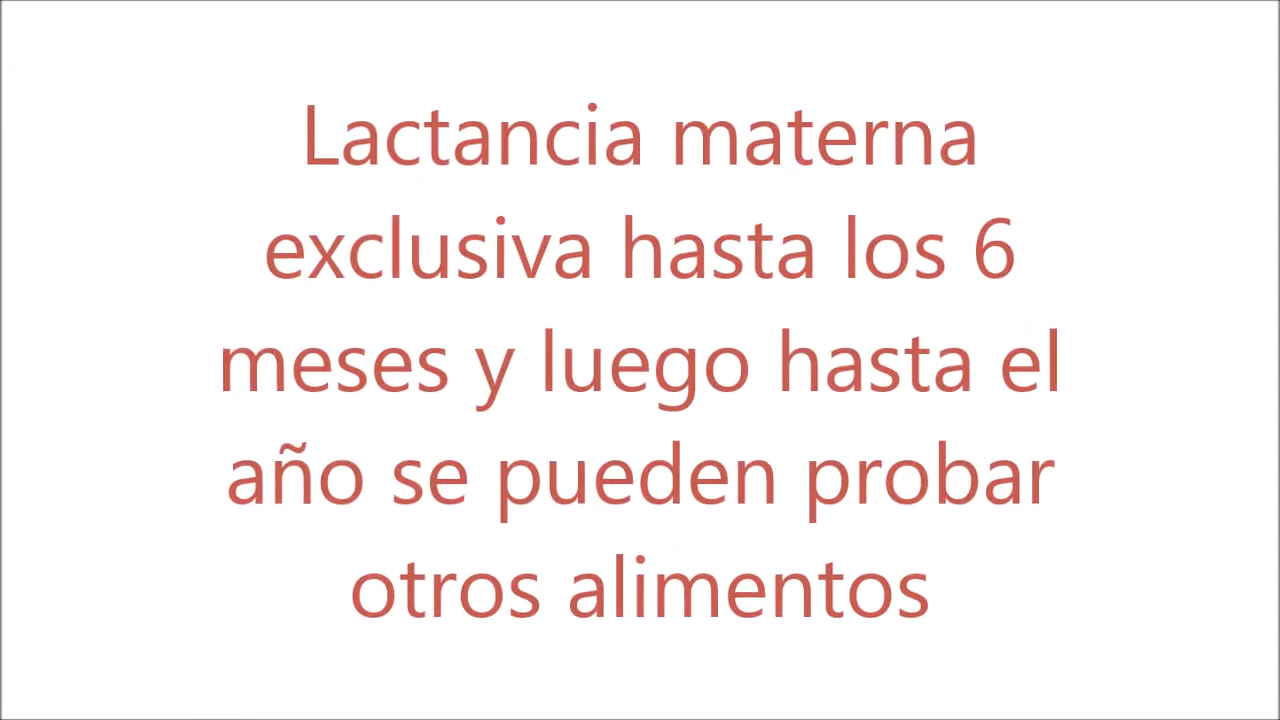 Lactancia materna
exclusiva hasta los 6
meses y luego hasta el
año se pueden probar
otros alimentos